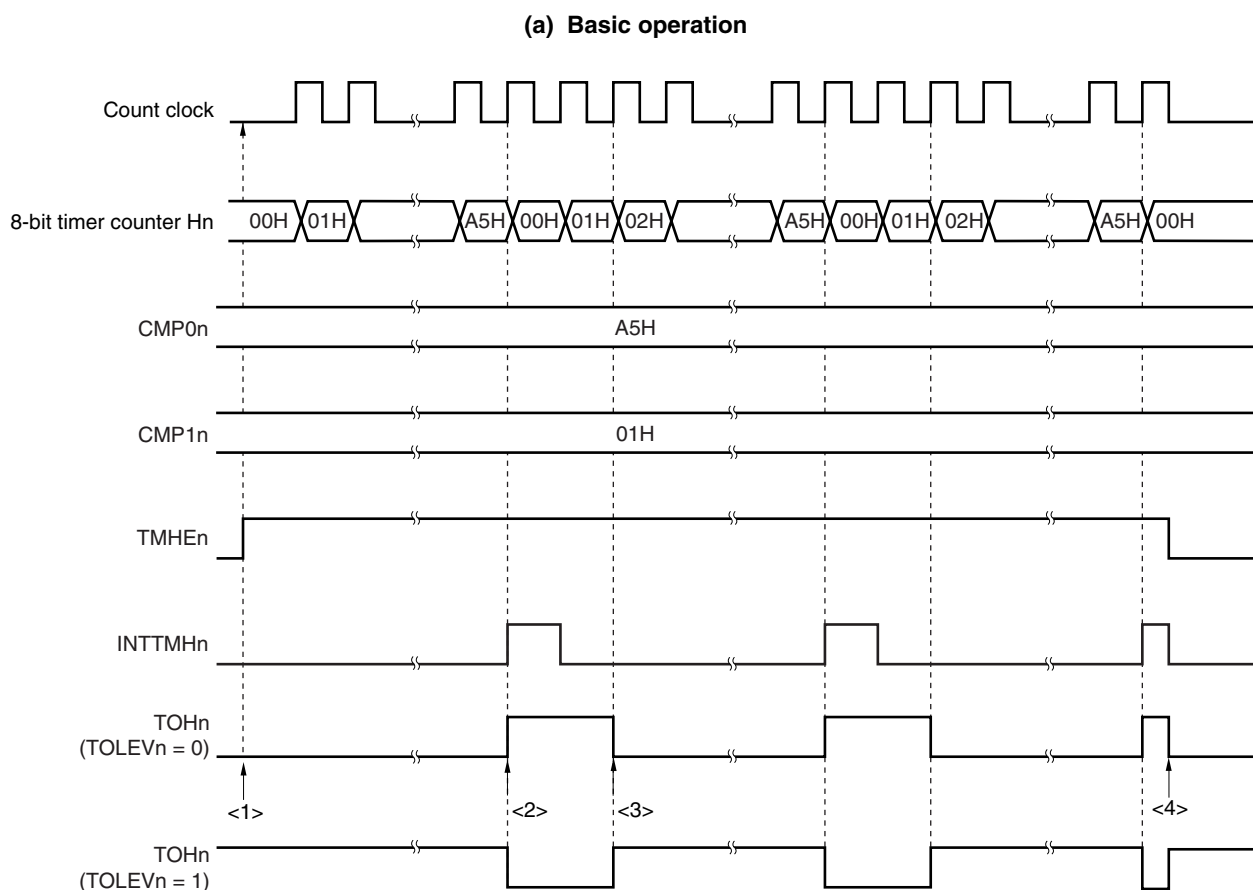 (a) Basic operation
Count clock
8-bit timer counter Hn 00H 01H A5H 00H 01H 02H A5H 00H 01H 02H A5H 00H
CMP0n A5H
CMP1n 01H
TMHEn
INTTMHn
TOHn
(TOLEVn = 0)
<1> <2> <3> <4>
TOHn
(TOLEVn = 1)